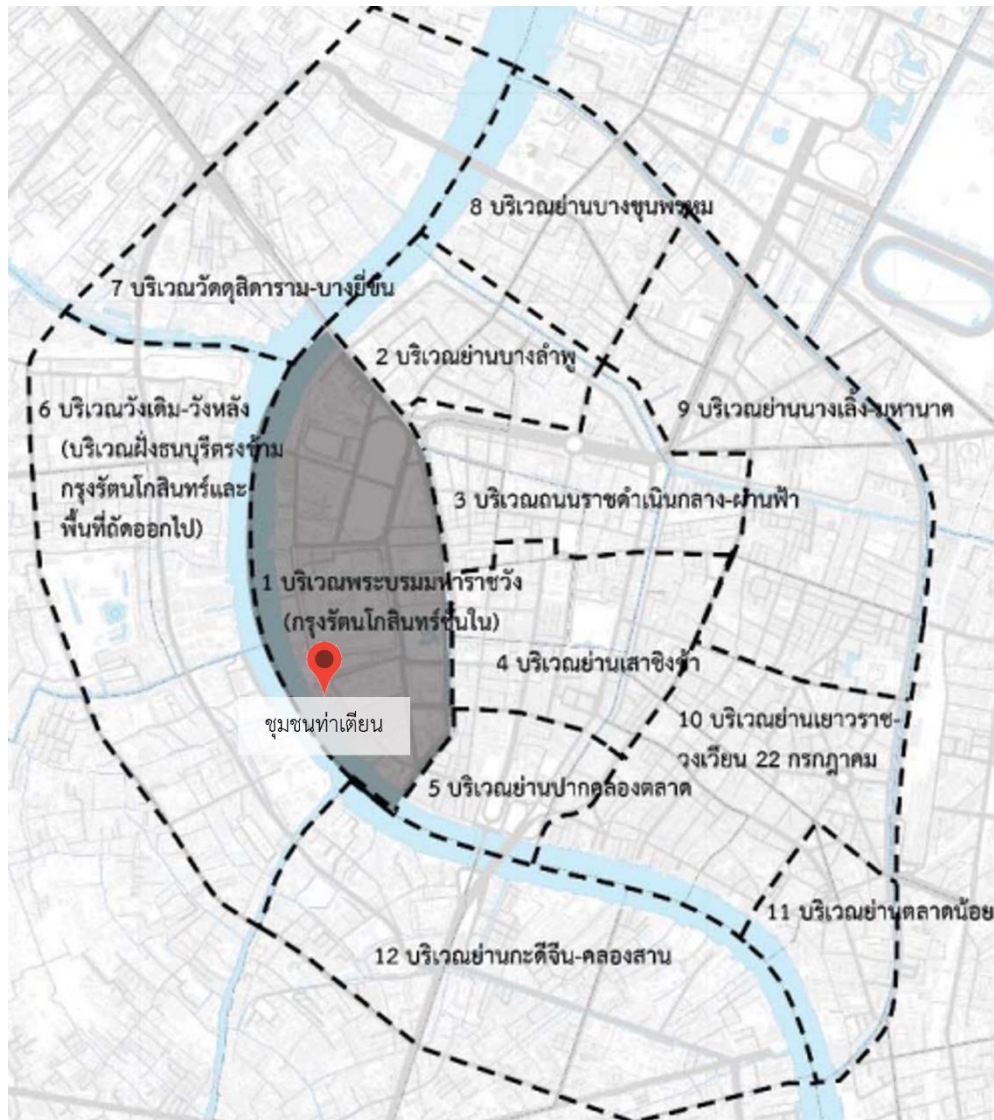 8 บริเวณย่านบางขุนพรหม
7 บริเวณวัดดุสิดาราม-บางยี่ขัน
2 บริเวณย่านบางลำพู
6 บริเวณวังเดิม-วังหลัง
(บริเวณฝั่งธนบุรีตรงข้าม
กรุงรัตนโกสินทร์และ
พื้นที่ถัดออกไป)
9 บริเวณย่านนางเลิ้ง-มหานาค
3 บริเวณถนนราชดำเนินกลาง-ผ่านฟ้า
1 บริเวณพระบรมมหาราชวัง
(กรุงรัตนโกสินทร์ชั้นใน)
4 บริเวณย่านเสาชิงช้า
ชุมชนท่าเตียน
10 บริเวณย่านเยาวราช-
วงเวียน 22 กรกฎาคม
5 บริเวณย่านปากคลองตลาด
11 บริเวณย่านตลาดน้อย
12 บริเวณย่านกะดีจีน-คลองสาน